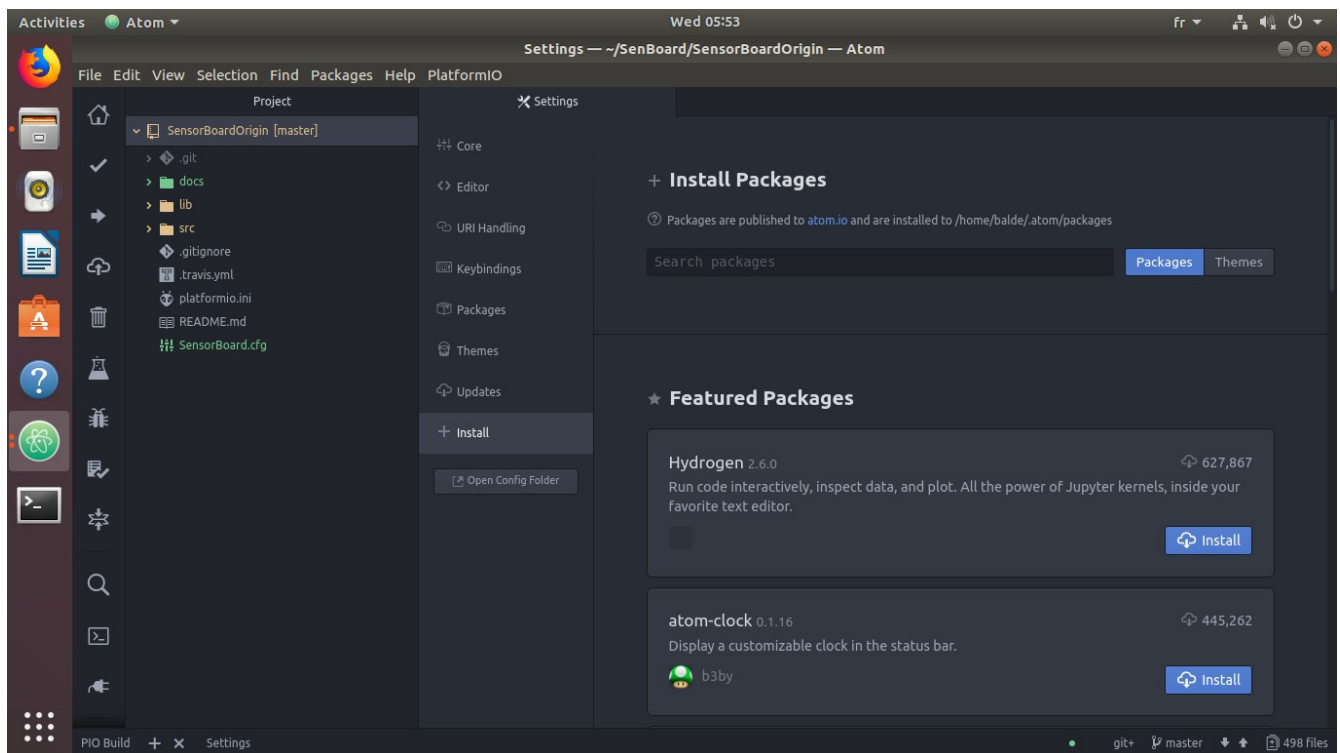 Activities Atom Wed 05:53 fr
Settings — ~/SenBoard/SensorBoardOrigin — Atom
File Edit View Selection Find Packages Help PlatformIO
Project
SensorBoardOrigin [master]
.git
docs
lib
src
.gitignore
.travis.yml
platformio.ini
README.md
SensorBoard.cfg
Settings
Core
Editor
URI Handling
Keybindings
Packages
Themes
Updates
Install
Open Config Folder
Install Packages
Packages are published to atom.io and are installed to /home/balde/.atom/packages
Search packages
Packages Themes
Featured Packages
Hydrogen 2.6.0 627,867
Run code interactively, inspect data, and plot. All the power of Jupyter kernels, inside your
favorite text editor.
Install
atom-clock 0.1.16 445,262
Display a customizable clock in the status bar.
b3by
Install
PIO Build Settings git+ master 498 files